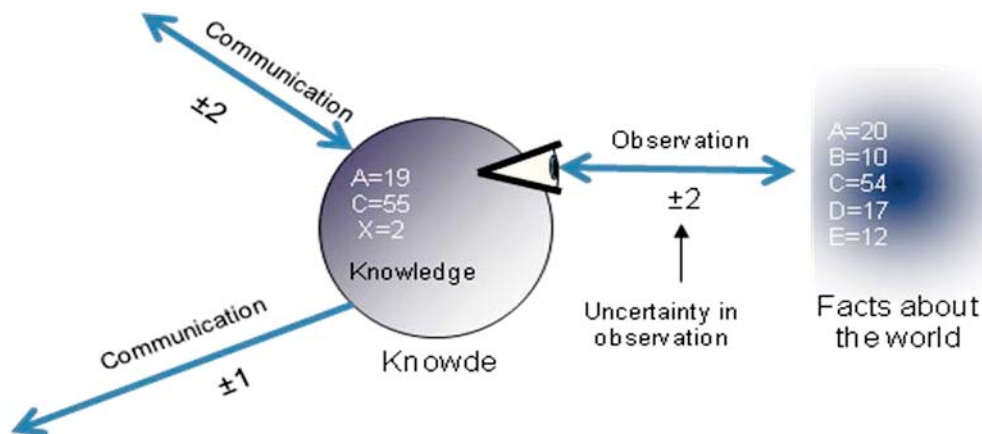 Communication
±2
A=19
C=55
X=2
Knowledge
Knowde
Communication
±1
Observation
±2
Uncertainty in
observation
A=20
B=10
C=54
D=17
E=12
Facts about
the world